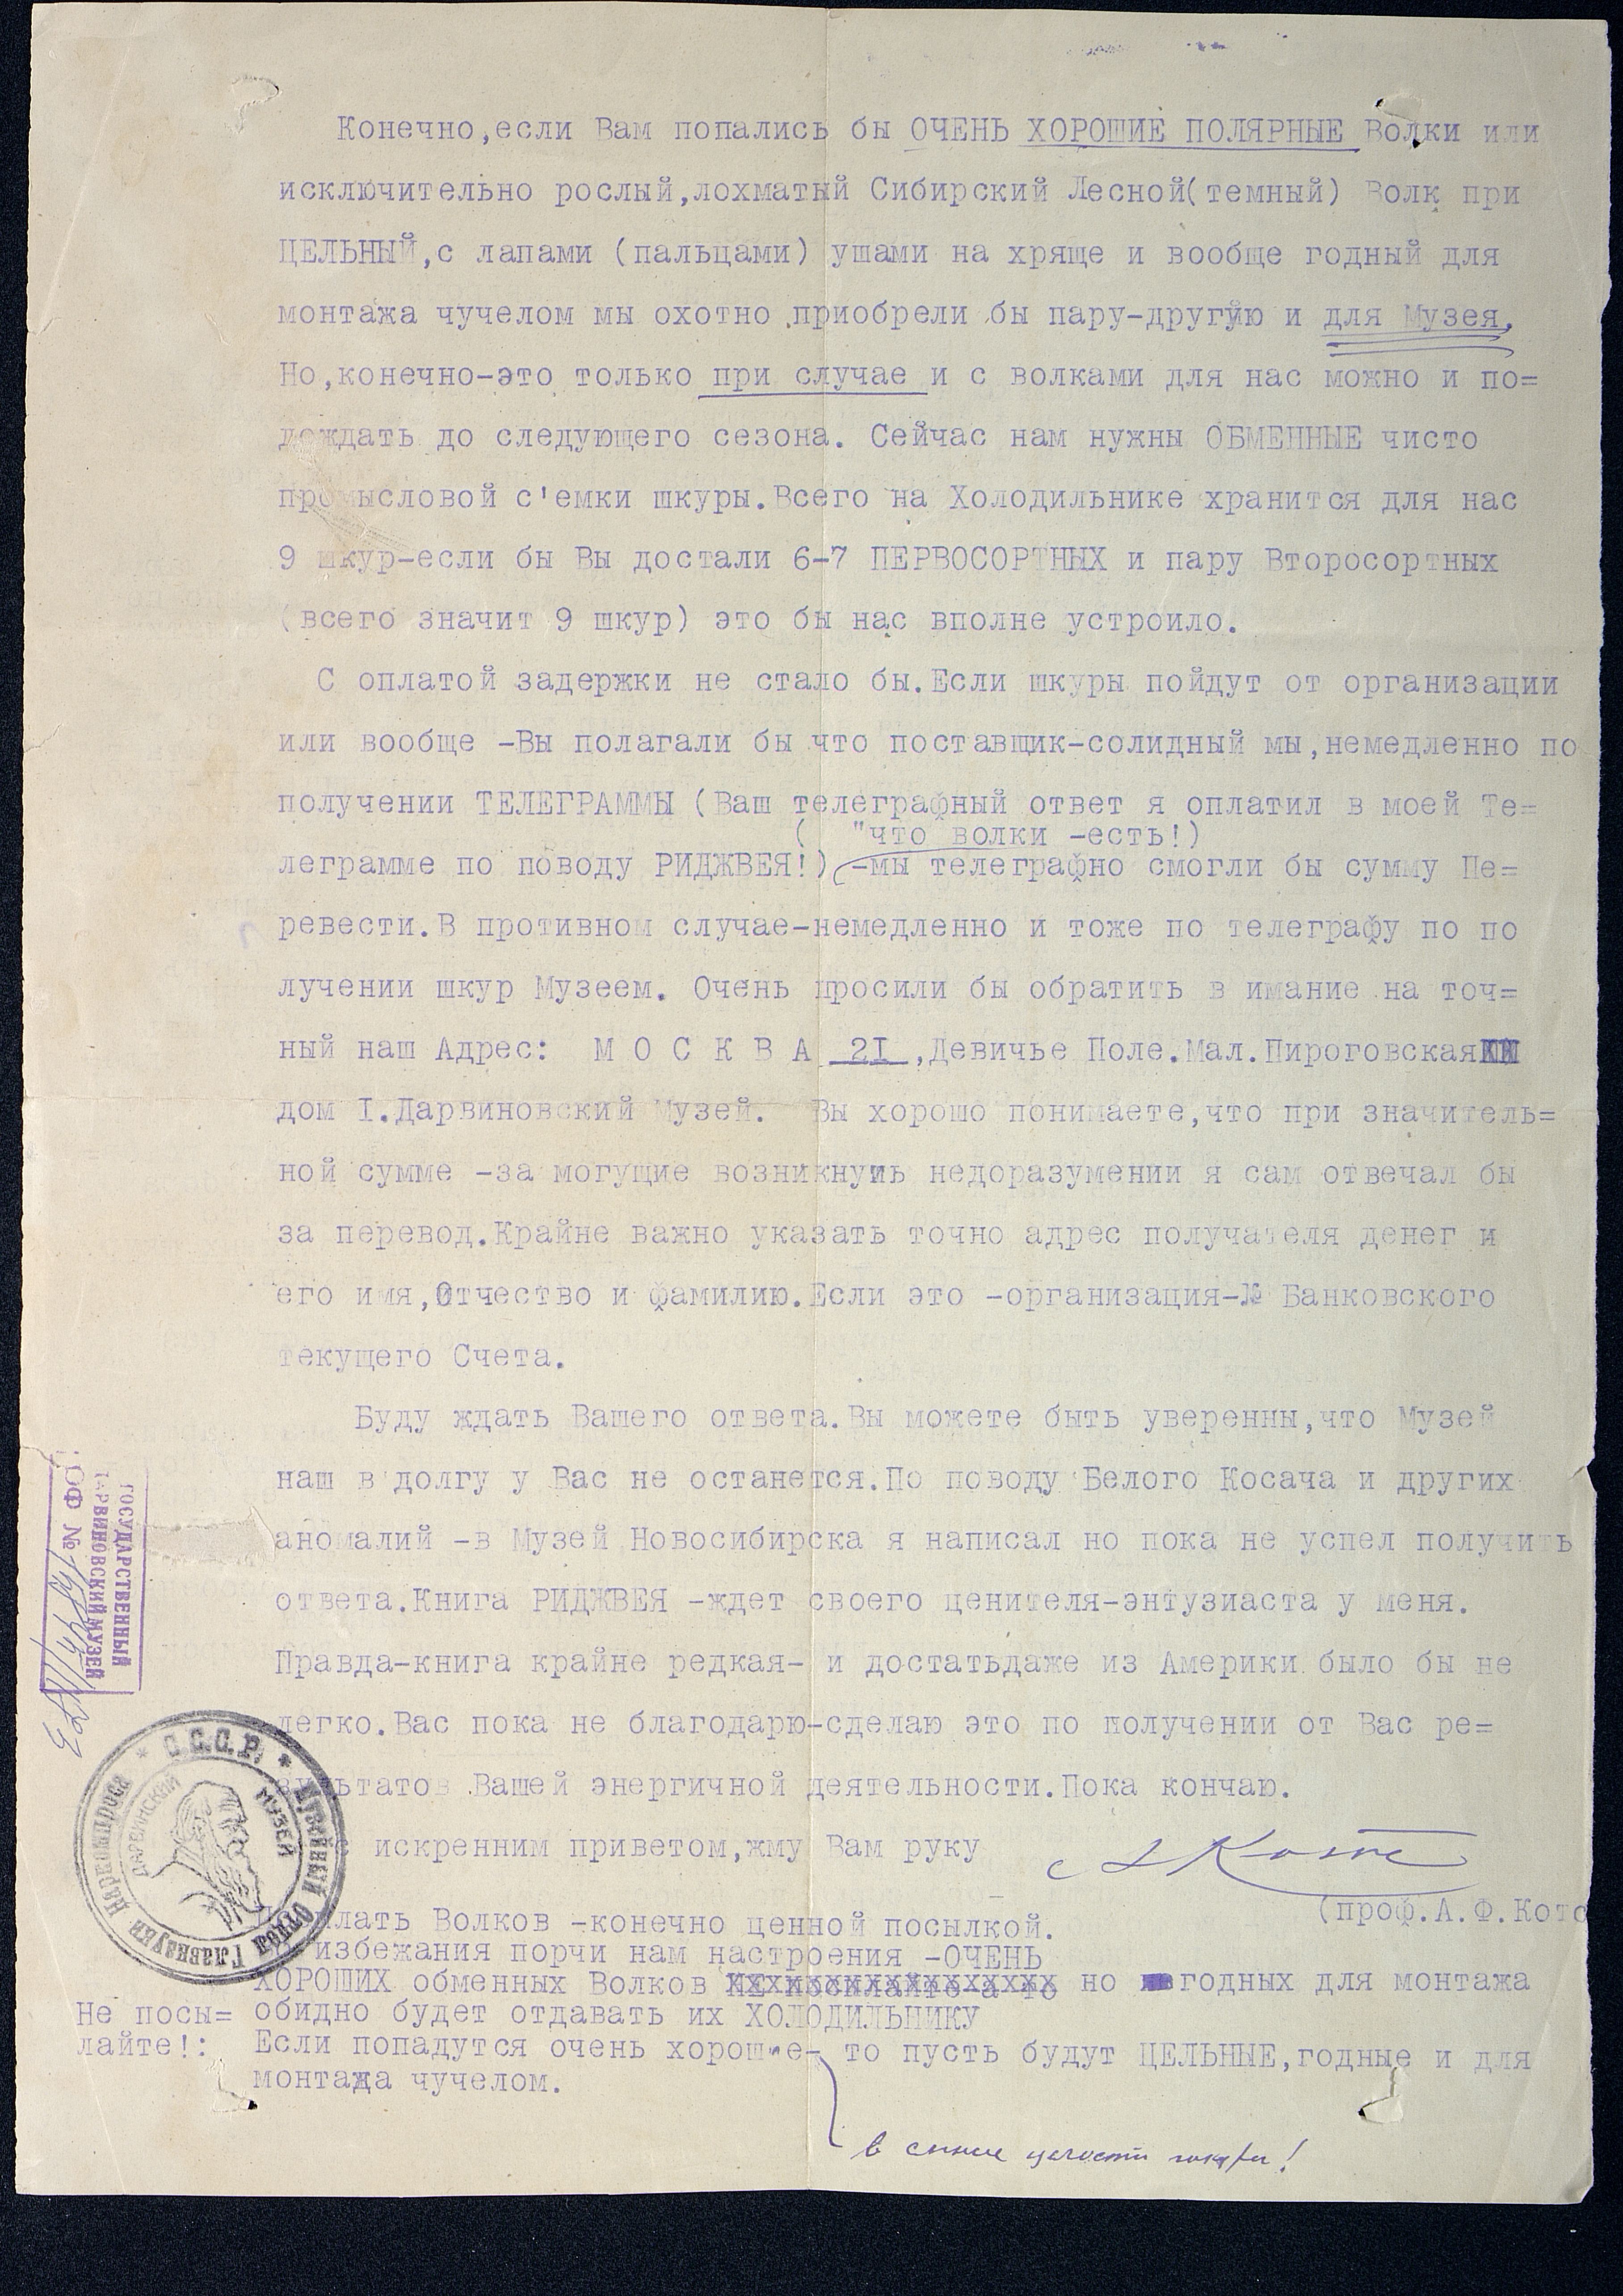 Конечно,если Вам попались бы ОЧЕНЬ ХОРОШИЕ ПОЛЯРНЫЕ Волки или
исключительно рослый,лохматый Сибирский Лесной(темный) Волк при
ЦЕЛЬНЫЙ,с лапами (пальцами) ушами на хряще и вообще годный для
монтажа чучелом мы охотно приобрели бы пару-другую и для Музея.
Но,конечно-это только при случае и с волками для нас можно и по=
дождать до следующего сезона. Сейчас нам нужны ОБМЕННЫЕ чисто
промысловой с'емки шкуры.Всего на Холодильнике хранится для нас
9 шкур-если бы Вы достали 6-7 ПЕРВОСОРТНЫХ и пару Второсортных
(всего значит 9 шкур) это бы нас вполне устроило.
С оплатой задержки не стало бы.Если шкуры пойдут от организации
или вообще -Вы полагали бы что поставщик-солидный мы,немедленно по
получении ТЕЛЕГРАММЫ (Ваш телеграфный ответ я оплатил в моей Те=
( "что волки -есть!)
леграмме по поводу РИДЖВЕЯ!) -мы телеграфно смогли бы сумму Пе=
ревести.В противном случае-немедленно и тоже по телеграфу по по
лучении шкур Музеем. Очень просили бы обратить в имание на точ=
ный наш Адрес: М О С К В А 21,Девичье Поле.Мал.Пироговская
дом I.Дарвиновский Музей. Вы хорошо понимаете,что при значитель=
ной сумме -за могущие возникнуть недоразумении я сам отвечал бы
за перевод.Крайне важно указать точно адрес получателя денег и
его имя,Отчество и фамилию.Если это -организация-№ Банковского
текущего Счета.
Буду ждать Вашего ответа.Вы можете быть уверенны,что Музей
наш в долгу у Вас не останется.По поводу Белого Косача и других
аномалий -в Музей Новосибирска я написал но пока не успел получить
ответа.Книга РИДЖВЕЯ -ждет своего ценителя-энтузиаста у меня.
Правда-книга крайне редкая- и достатьдаже из Америки было бы не
легко.Вас пока не благодарю-сделаю это по получении от Вас ре=
зультатов Вашей энергичной деятельности.Пока кончаю.
С искренним приветом,жму Вам руку
А Котс
(проф.А.Ф.Котс
лать Волков -конечно ценной посылкой.
избежания порчи нам настроения -ОЧЕНЬ
ХОРОШИХ обменных Волков НЕ посылайте а то но годных для монтажа
Не посы= обидно будет отдавать их ХОЛОДИЛЬНИКУ
лайте!: Если попадутся очень хорошие- то пусть будут ЦЕЛЬНЫЕ,годные и для
монтажа чучелом.
в смысле целости шкуры!
ГОСУДАРСТВЕННЫЙ
ДАРВИНОВСКИЙ МУЗЕЙ
ОФ №
С.С.С.Р. Музейный Отдел Главнауки Наркомпроса
Дарвинский Музей